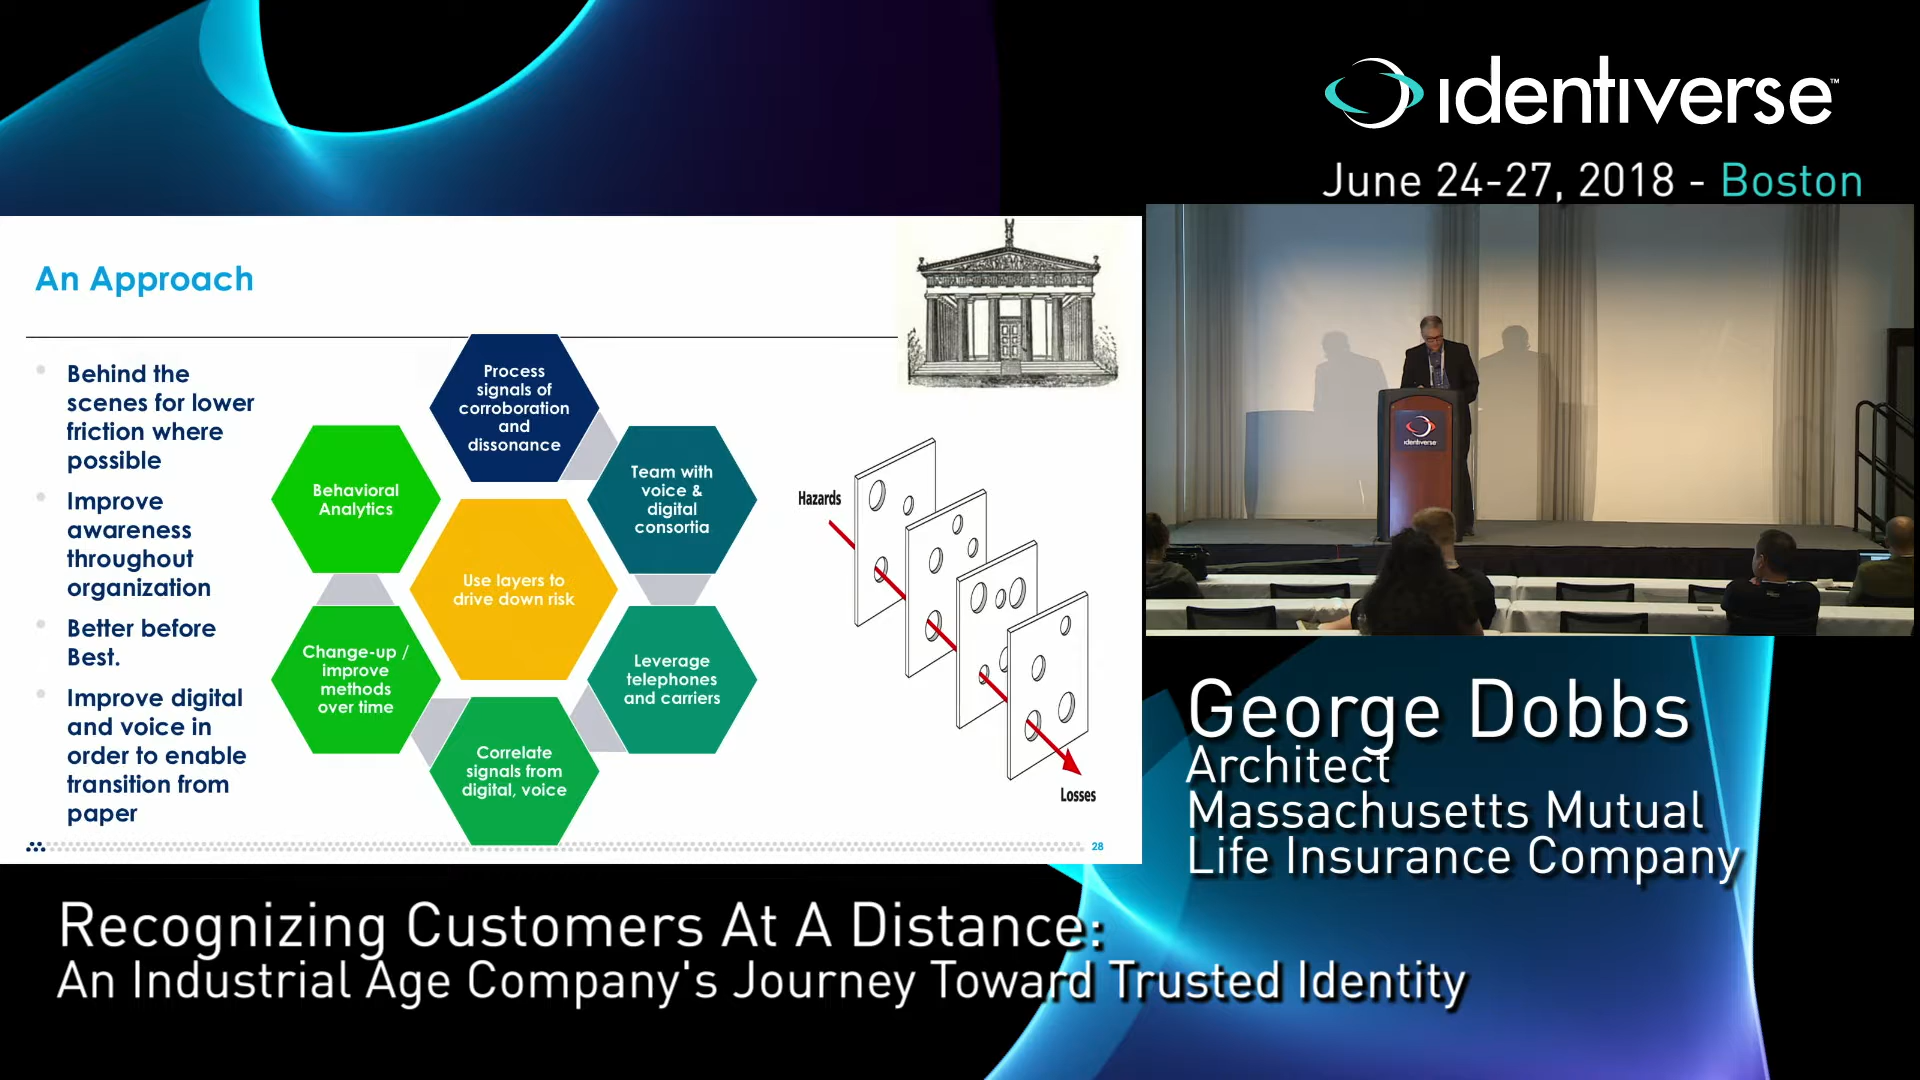 identiverse™
June 24-27, 2018 - Boston
An Approach
Behind the
scenes for lower
friction where
possible
Improve
awareness
throughout
organization
Better before
Best.
Improve digital
and voice in
order to enable
transition from
paper
Process
signals of
corroboration
and
dissonance
Team with
voice &
digital
consortia
Leverage
telephones
and carriers
Correlate
signals from
digital, voice
Change-up /
improve
methods
over time
Behavioral
Analytics
Use layers to
drive down risk
Hazards
Losses
28
identiverse
George Dobbs
Architect
Massachusetts Mutual
Life Insurance Company
Recognizing Customers At A Distance:
An Industrial Age Company's Journey Toward Trusted Identity